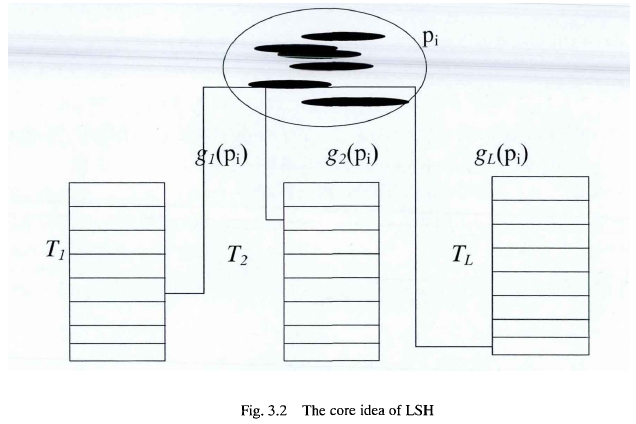 pi
g1(pi) g2(pi) gL(pi)
T1 T2 TL
Fig. 3.2 The core idea of LSH